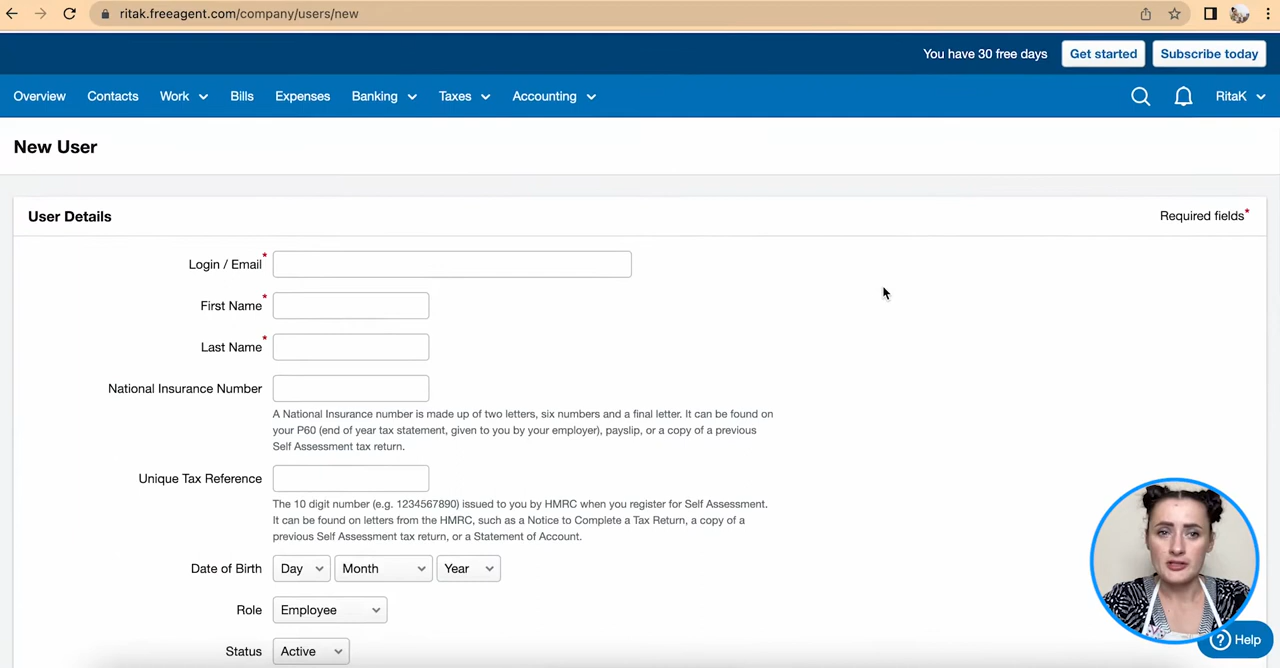 ritak.freeagent.com/company/users/new
You have 30 free days Get started Subscribe today
Overview Contacts Work Bills Expenses Banking Taxes Accounting RitaK
New User
User Details Required fields*
Login / Email*
First Name*
Last Name*
National Insurance Number
A National Insurance number is made up of two letters, six numbers and a final letter. It can be found on
your P60 (end of year tax statement, given to you by your employer), payslip, or a copy of a previous
Self Assessment tax return.
Unique Tax Reference
The 10 digit number (e.g. 1234567890) issued to you by HMRC when you register for Self Assessment.
It can be found on letters from the HMRC, such as a Notice to Complete a Tax Return, a copy of a
previous Self Assessment tax return, or a Statement of Account.
Date of Birth Day Month Year
Role Employee
Status Active
? Help